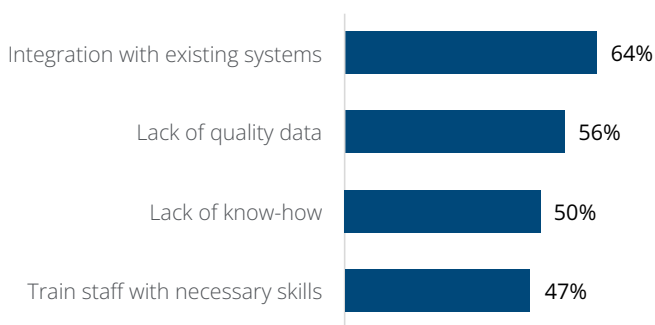 Integration with existing systems 64%
Lack of quality data 56%
Lack of know-how 50%
Train staff with necessary skills 47%